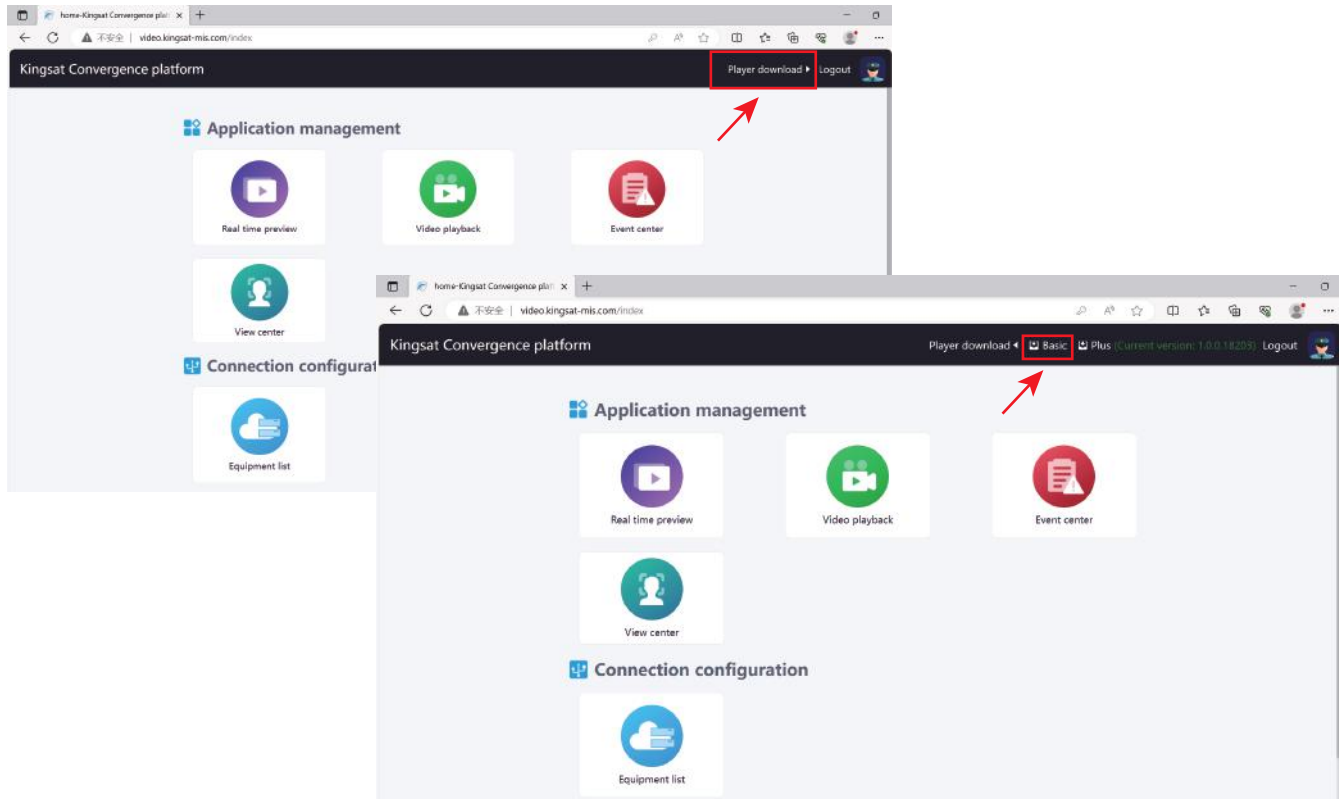 home-Kingsat Convergence plat
不安全 | video.kingsat-mis.com/index
Kingsat Convergence platform
Player download
Logout
Application management
Real time preview
Video playback
Event center
View center
Connection configurat
Equipment list
home-Kingsat Convergence plat
不安全 | video.kingsat-mis.com/index
Kingsat Convergence platform
Player download
Basic
Plus (Current version: 1.0.0.18203)
Logout
Application management
Real time preview
Video playback
Event center
View center
Connection configuration
Equipment list